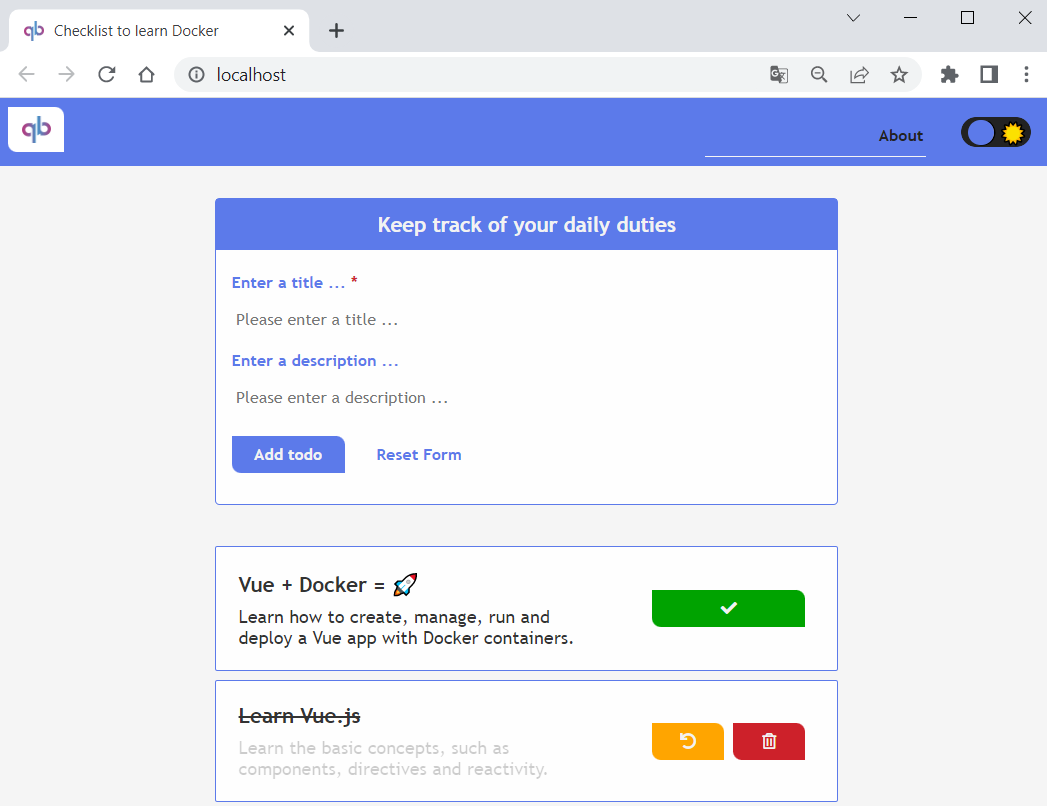 qb Checklist to learn Docker
localhost
qb
About
Keep track of your daily duties
Enter a title ... *
Please enter a title ...
Enter a description ...
Please enter a description ...
Add todo Reset Form
Vue + Docker = 🚀
Learn how to create, manage, run and
deploy a Vue app with Docker containers.
Learn Vue.js
Learn the basic concepts, such as
components, directives and reactivity.